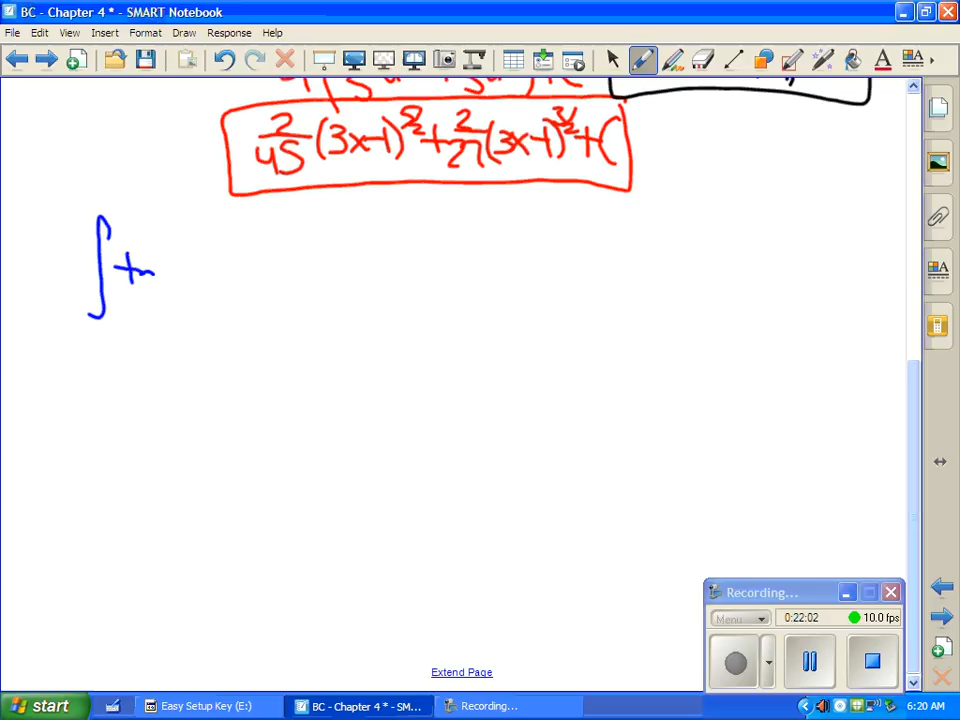 BC - Chapter 4 * - SMART Notebook
File Edit View Insert Format Draw Response Help
2/45 (3x-1)^5/2 + 2/27 (3x-1)^3/2 + C
∫ tan
Extend Page
Recording...
Menu 0:22:02 10.0 fps
start Easy Setup Key (E:) BC - Chapter 4 * - SM... Recording... 6:20 AM